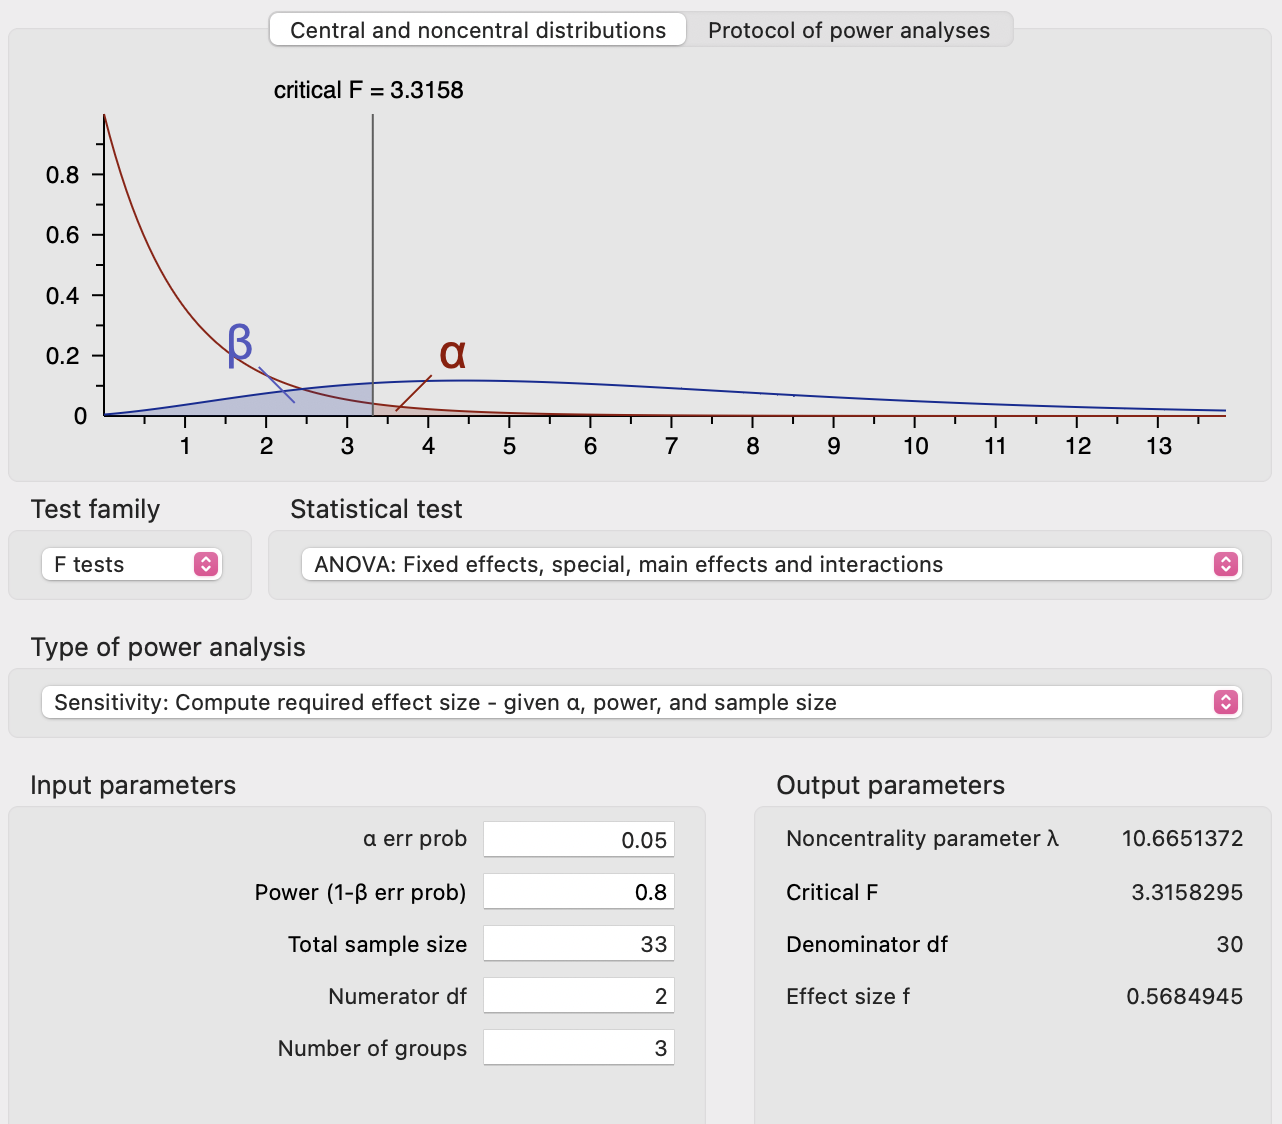 Central and noncentral distributions
Protocol of power analyses
critical F = 3.3158
0.8
0.6
0.4
0.2
0
β
α
1 2 3 4 5 6 7 8 9 10 11 12 13
Test family
Statistical test
F tests
ANOVA: Fixed effects, special, main effects and interactions
Type of power analysis
Sensitivity: Compute required effect size - given α, power, and sample size
Input parameters
α err prob 0.05
Power (1-β err prob) 0.8
Total sample size 33
Numerator df 2
Number of groups 3
Output parameters
Noncentrality parameter λ 10.6651372
Critical F 3.3158295
Denominator df 30
Effect size f 0.5684945